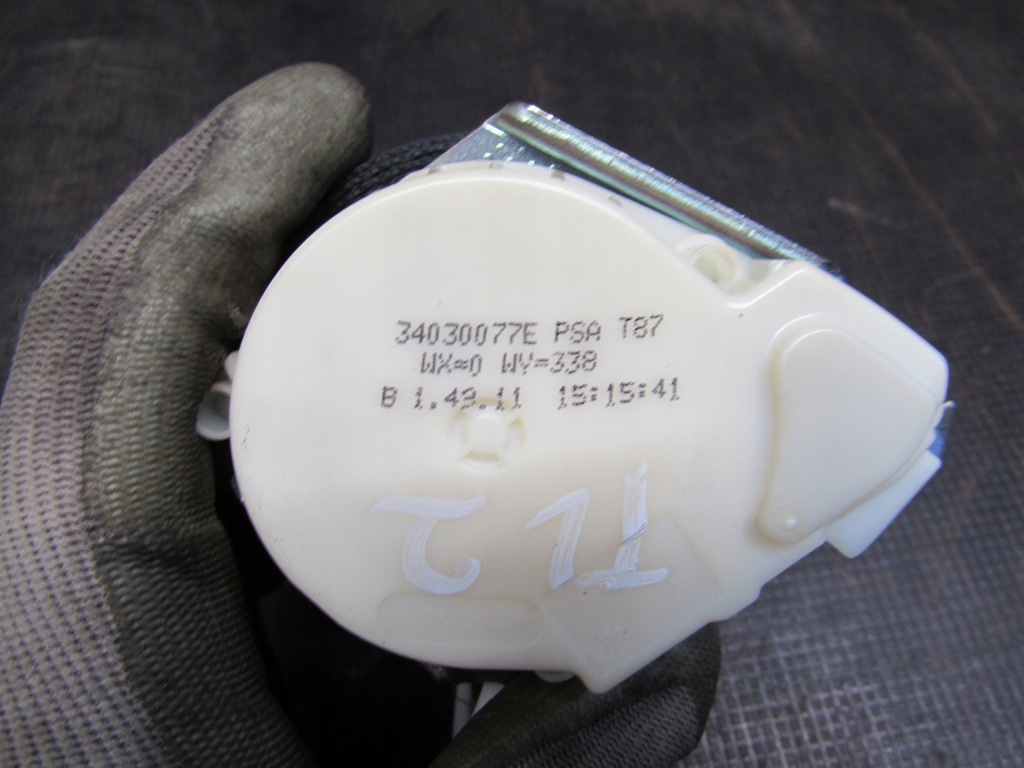 34030077E PSA T87
WX=0 WY=338
B 1.49.11 15:15:41
TL2